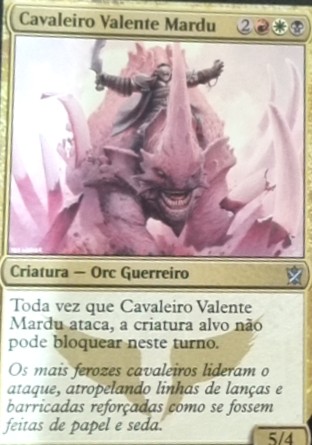 Cavaleiro Valente Mardu 2
Criatura — Orc Guerreiro
Toda vez que Cavaleiro Valente
Mardu ataca, a criatura alvo não
pode bloquear neste turno.
Os mais ferozes cavaleiros lideram o
ataque, atropelando linhas de lanças e
barricadas reforçadas como se fossem
feitas de papel e seda.
5/4